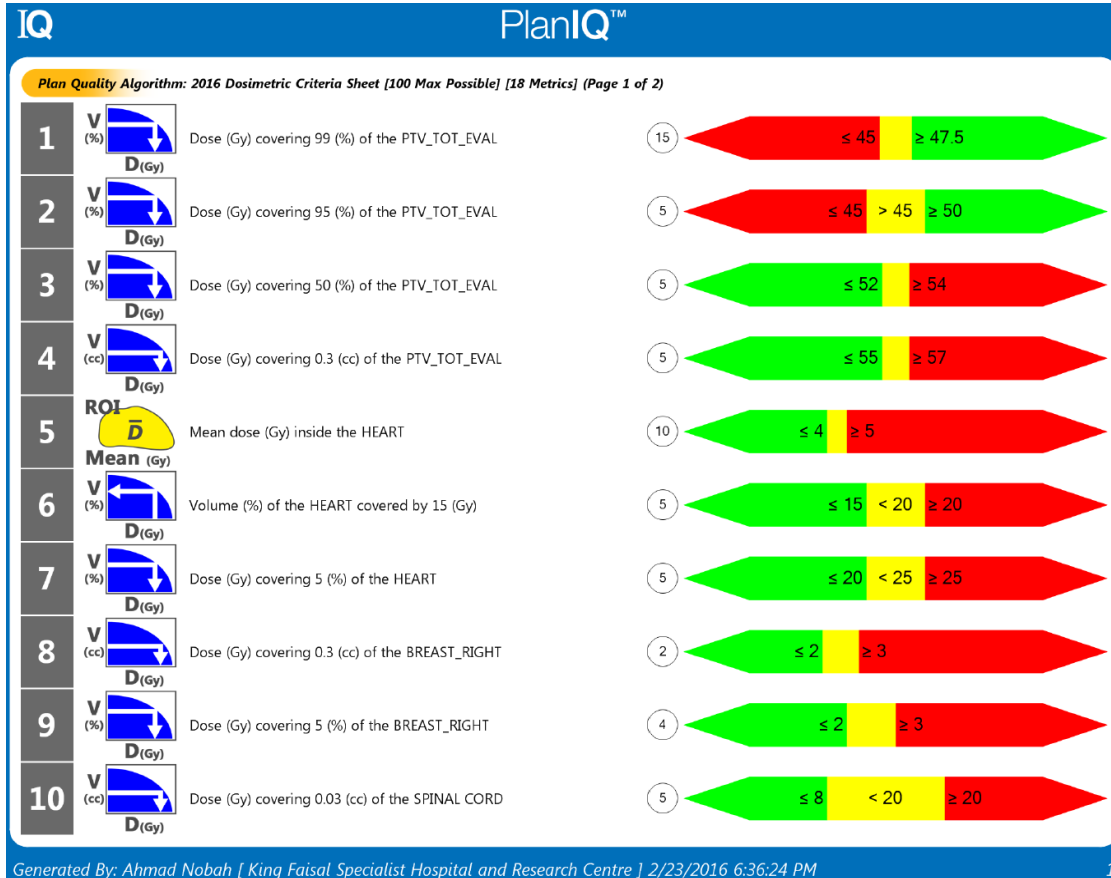 IQ
PlanIQ™
Plan Quality Algorithm: 2016 Dosimetric Criteria Sheet [100 Max Possible] [18 Metrics] (Page 1 of 2)
1 V (%) D(Gy) Dose (Gy) covering 99 (%) of the PTV_TOT_EVAL 15 ≤ 45 ≥ 47.5
2 V (%) D(Gy) Dose (Gy) covering 95 (%) of the PTV_TOT_EVAL 5 ≤ 45 > 45 ≥ 50
3 V (%) D(Gy) Dose (Gy) covering 50 (%) of the PTV_TOT_EVAL 5 ≤ 52 ≥ 54
4 V (cc) D(Gy) Dose (Gy) covering 0.3 (cc) of the PTV_TOT_EVAL 5 ≤ 55 ≥ 57
5 ROI D̅ Mean (Gy) Mean dose (Gy) inside the HEART 10 ≤ 4 ≥ 5
6 V (%) D(Gy) Volume (%) of the HEART covered by 15 (Gy) 5 ≤ 15 < 20 ≥ 20
7 V (%) D(Gy) Dose (Gy) covering 5 (%) of the HEART 5 ≤ 20 < 25 ≥ 25
8 V (cc) D(Gy) Dose (Gy) covering 0.3 (cc) of the BREAST_RIGHT 2 ≤ 2 ≥ 3
9 V (%) D(Gy) Dose (Gy) covering 5 (%) of the BREAST_RIGHT 4 ≤ 2 ≥ 3
10 V (cc) D(Gy) Dose (Gy) covering 0.03 (cc) of the SPINAL CORD 5 ≤ 8 < 20 ≥ 20
Generated By: Ahmad Nobah [ King Faisal Specialist Hospital and Research Centre ] 2/23/2016 6:36:24 PM